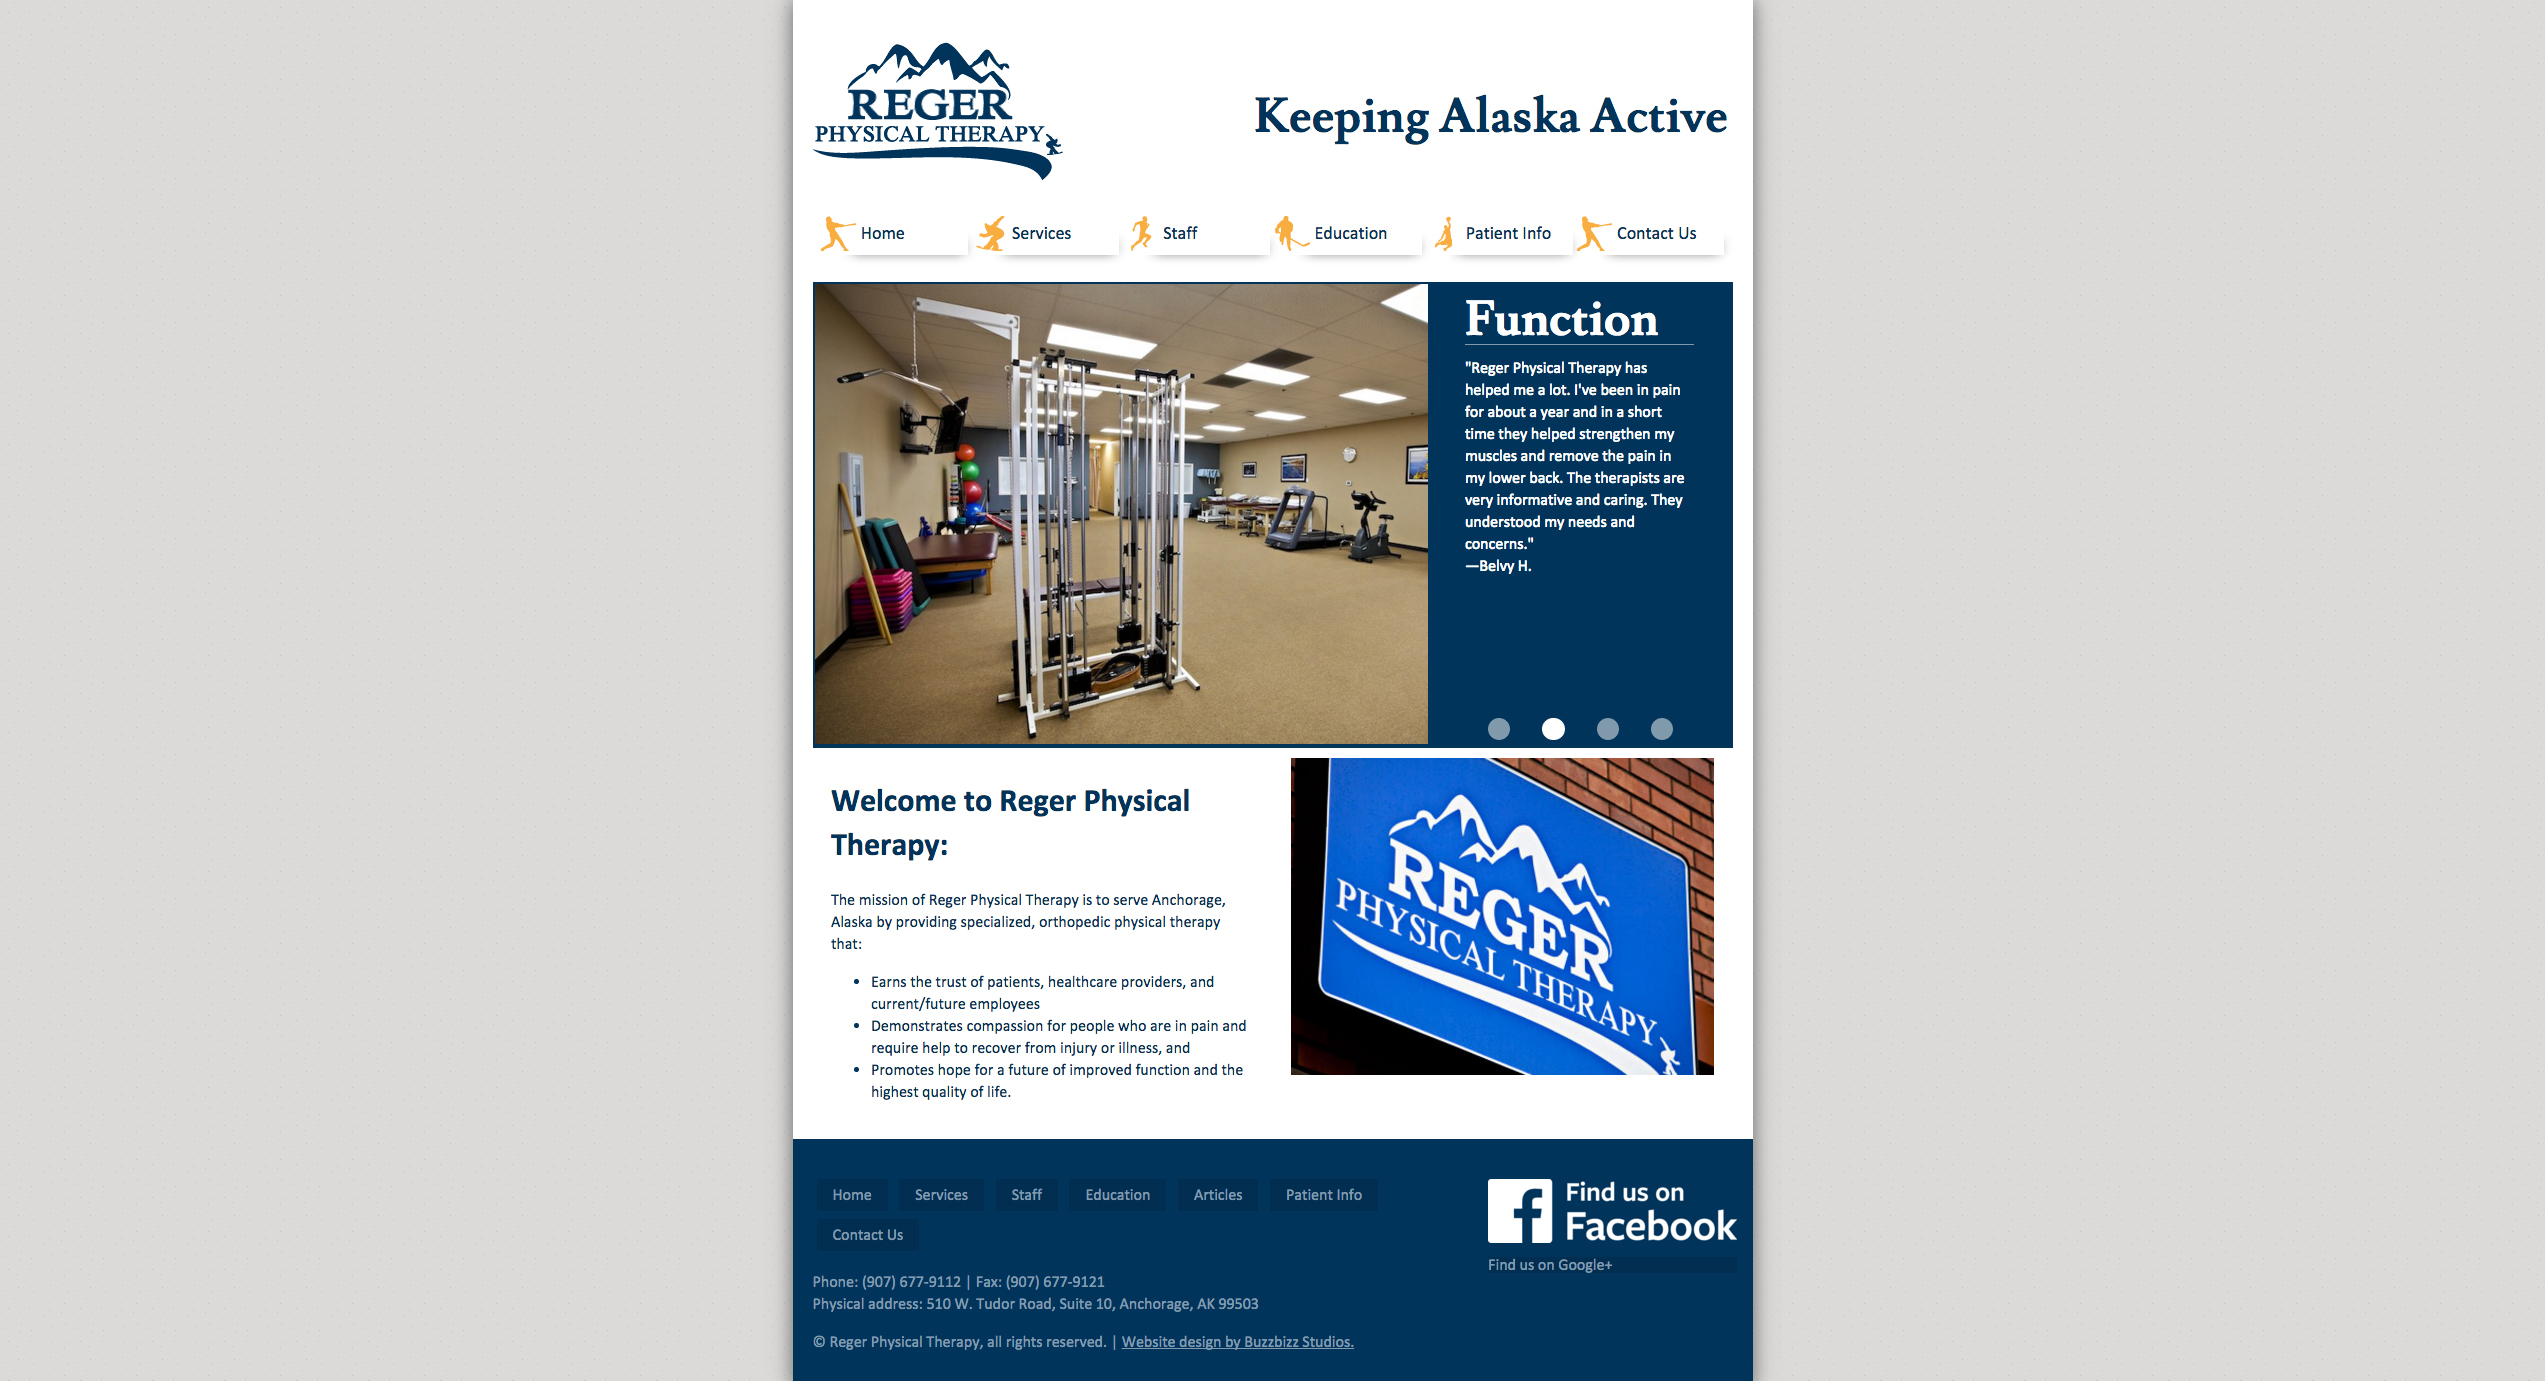 REGER
PHYSICAL THERAPY
Keeping Alaska Active
Home
Services
Staff
Education
Patient Info
Contact Us
Function
"Reger Physical Therapy has
helped me a lot. I've been in pain
for about a year and in a short
time they helped strengthen my
muscles and remove the pain in
my lower back. The therapists are
very informative and caring. They
understood my needs and
concerns."
—Belvy H.
Welcome to Reger Physical
Therapy:
The mission of Reger Physical Therapy is to serve Anchorage,
Alaska by providing specialized, orthopedic physical therapy
that:
• Earns the trust of patients, healthcare providers, and
current/future employees
• Demonstrates compassion for people who are in pain and
require help to recover from injury or illness, and
• Promotes hope for a future of improved function and the
highest quality of life.
REGER
PHYSICAL THERAPY
Home
Services
Staff
Education
Articles
Patient Info
Contact Us
Find us on
Facebook
Find us on Google+
Phone: (907) 677-9112 | Fax: (907) 677-9121
Physical address: 510 W. Tudor Road, Suite 10, Anchorage, AK 99503
© Reger Physical Therapy, all rights reserved. | Website design by Buzzbizz Studios.